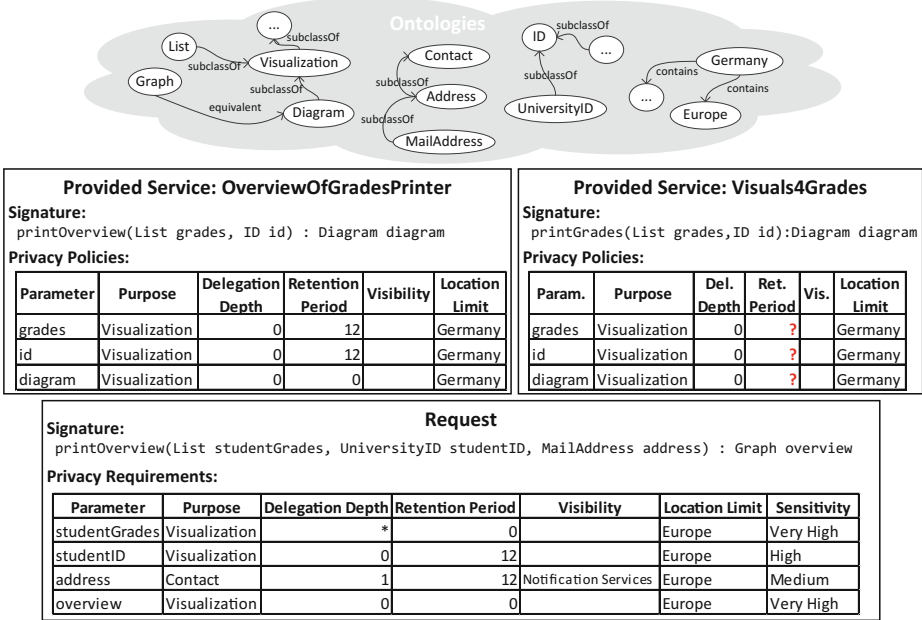 Ontologies
...
subclassOf
ID
subclassOf
List
...
Contact
Germany
Visualization
subclassOf
contains
Graph
subclassOf
subclassOf
subclassOf
contains
Address
...
equivalent
UniversityID
Diagram
Europe
subclassOf
MailAddress
Provided Service: OverviewOfGradesPrinter
Signature:
printOverview(List grades, ID id) : Diagram diagram
Privacy Policies:
Parameter Purpose Delegation Depth Retention Period Visibility Location Limit
grades Visualization 0 12 Germany
id Visualization 0 12 Germany
diagram Visualization 0 0 Germany
Provided Service: Visuals4Grades
Signature:
printGrades(List grades,ID id):Diagram diagram
Privacy Policies:
Param. Purpose Del. Depth Ret. Period Vis. Location Limit
grades Visualization 0 ? Germany
id Visualization 0 ? Germany
diagram Visualization 0 ? Germany
Request
Signature:
printOverview(List studentGrades, UniversityID studentID, MailAddress address) : Graph overview
Privacy Requirements:
Parameter Purpose Delegation Depth Retention Period Visibility Location Limit Sensitivity
studentGrades Visualization * 0 Europe Very High
studentID Visualization 0 12 Europe High
address Contact 1 12 Notification Services Europe Medium
overview Visualization 0 0 Europe Very High